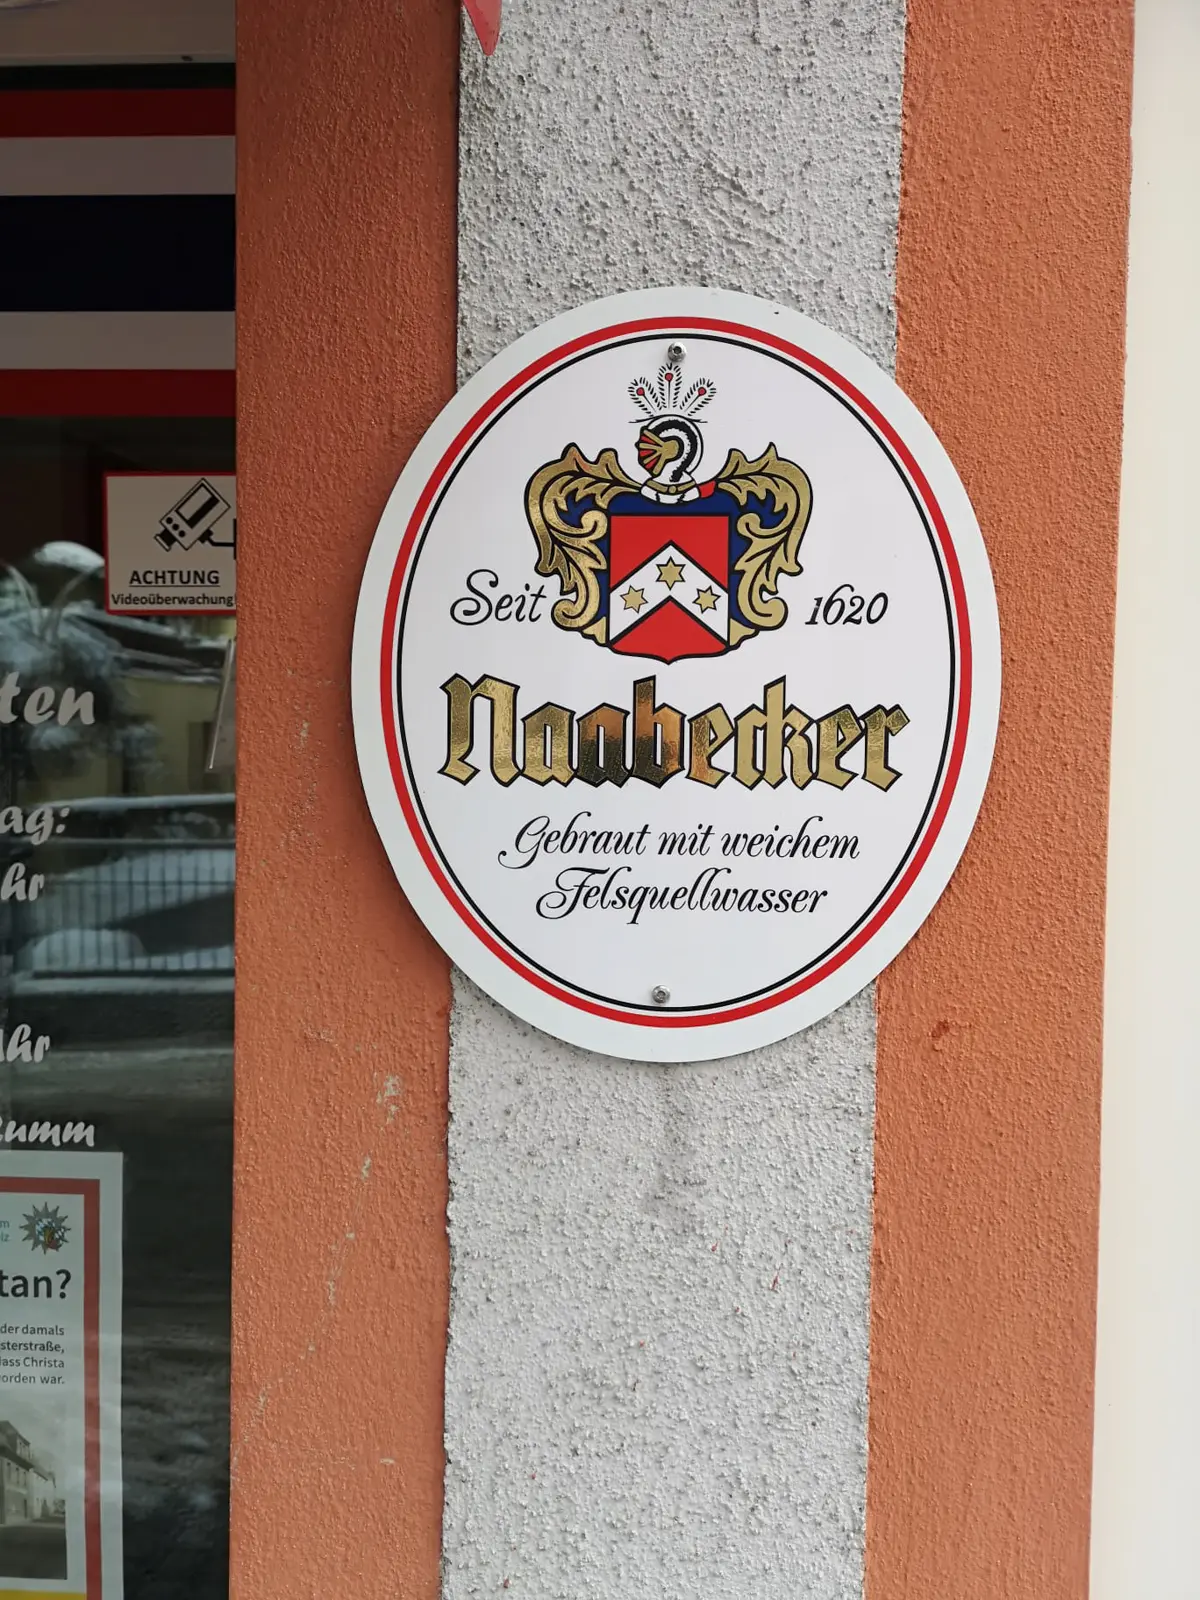 Seit 1620
Naabecker
Gebraut mit weichem
Felsquellwasser
ACHTUNG
Videoüberwachung!
ten
ag:
hr
hr
umm
tan?
der damals
sterstraße,
dass Christa
orden war.